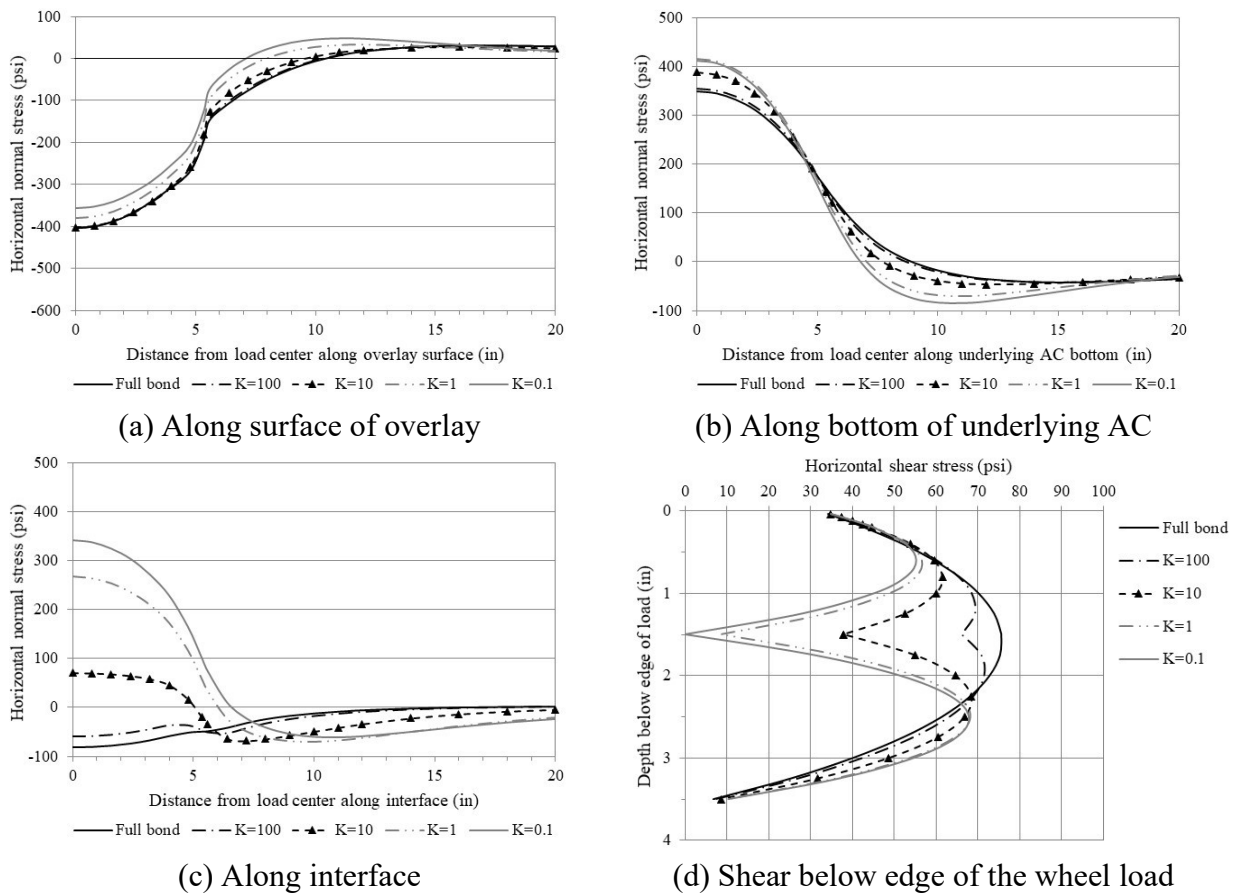 100
0
-100
-200
-300
-400
-500
-600
Horizontal normal stress (psi)
0 5 10 15 20
Distance from load center along overlay surface (in)
Full bond K=100 K=10 K=1 K=0.1
(a) Along surface of overlay
500
400
300
200
100
0
-100
Horizontal normal stress (psi)
0 5 10 15 20
Distance from load center along underlying AC bottom (in)
Full bond K=100 K=10 K=1 K=0.1
(b) Along bottom of underlying AC
500
400
300
200
100
0
-100
Horizontal normal stress (psi)
0 5 10 15 20
Distance from load center along interface (in)
Full bond K=100 K=10 K=1 K=0.1
(c) Along interface
Horizontal shear stress (psi)
0 10 20 30 40 50 60 70 80 90 100
0
1
2
3
4
Depth below edge of load (in)
Full bond
K=100
K=10
K=1
K=0.1
(d) Shear below edge of the wheel load